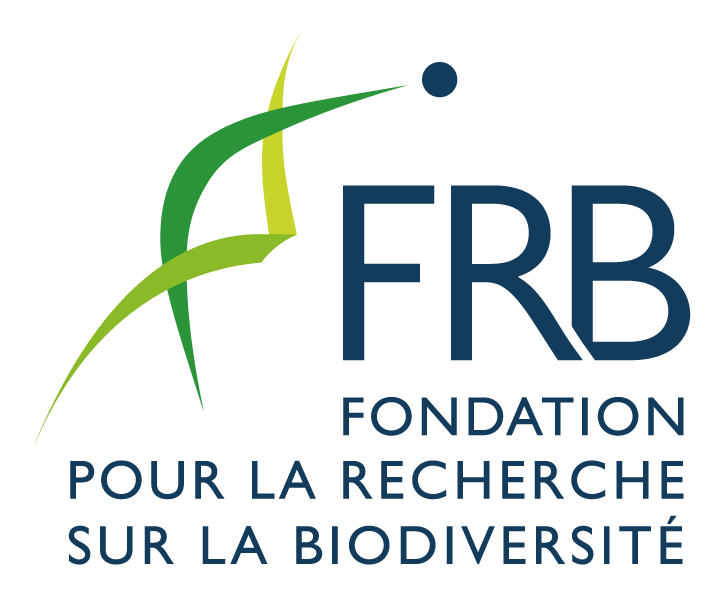 FRB
FONDATION
POUR LA RECHERCHE
SUR LA BIODIVERSITÉ